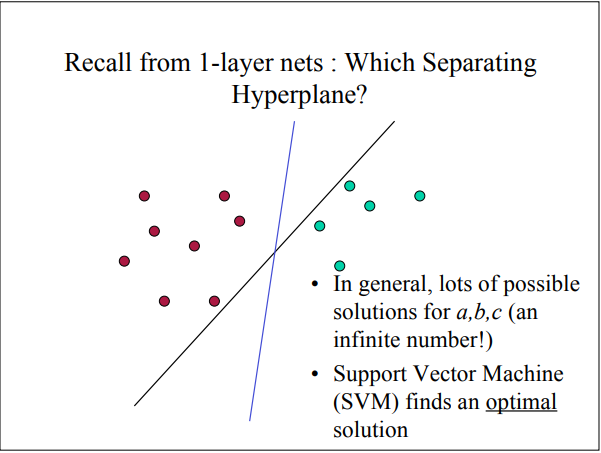 Recall from 1-layer nets : Which Separating
Hyperplane?
• In general, lots of possible
solutions for a,b,c (an
infinite number!)
• Support Vector Machine
(SVM) finds an optimal
solution